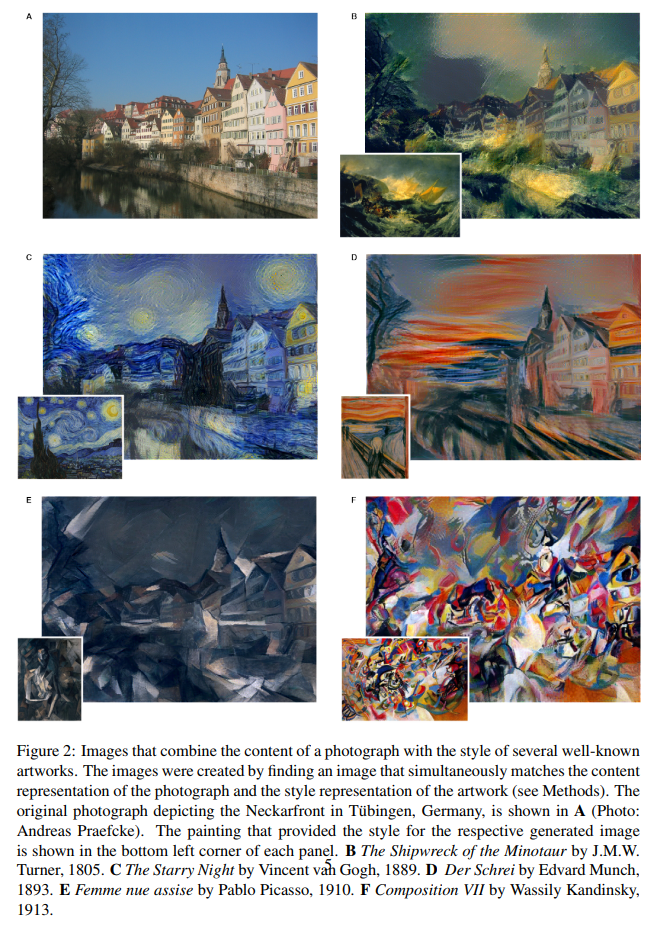 A
B
C
D
E
F
Figure 2: Images that combine the content of a photograph with the style of several well-known
artworks. The images were created by finding an image that simultaneously matches the content
representation of the photograph and the style representation of the artwork (see Methods). The
original photograph depicting the Neckarfront in Tübingen, Germany, is shown in A (Photo:
Andreas Praefcke). The painting that provided the style for the respective generated image
is shown in the bottom left corner of each panel. B The Shipwreck of the Minotaur by J.M.W.
Turner, 1805. C The Starry Night by Vincent van Gogh, 1889. D Der Schrei by Edvard Munch,
5
1893. E Femme nue assise by Pablo Picasso, 1910. F Composition VII by Wassily Kandinsky,
1913.